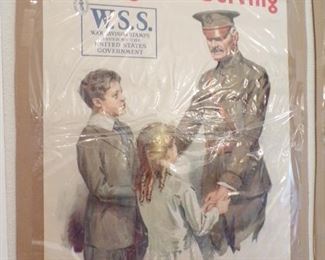 Serving
W.S.S.
WAR SAVINGS STAMPS
ISSUED BY THE
UNITED STATES
GOVERNMENT